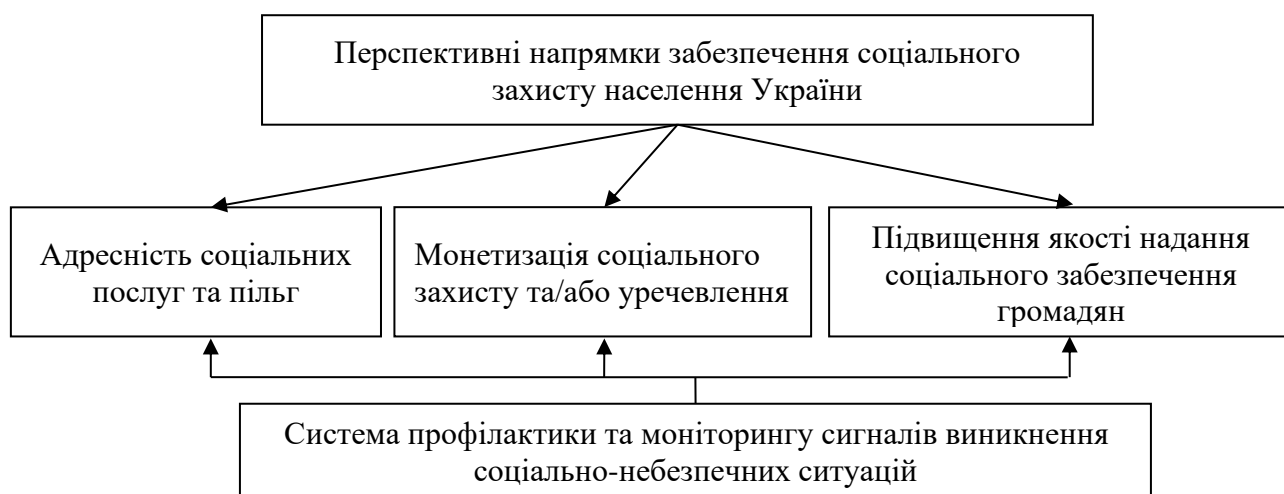 Перспективні напрямки забезпечення соціального
захисту населення України
Адресність соціальних
послуг та пільг
Монетизація соціального
захисту та/або уречевлення
Підвищення якості надання
соціального забезпечення
громадян
Система профілактики та моніторингу сигналів виникнення
соціально-небезпечних ситуацій